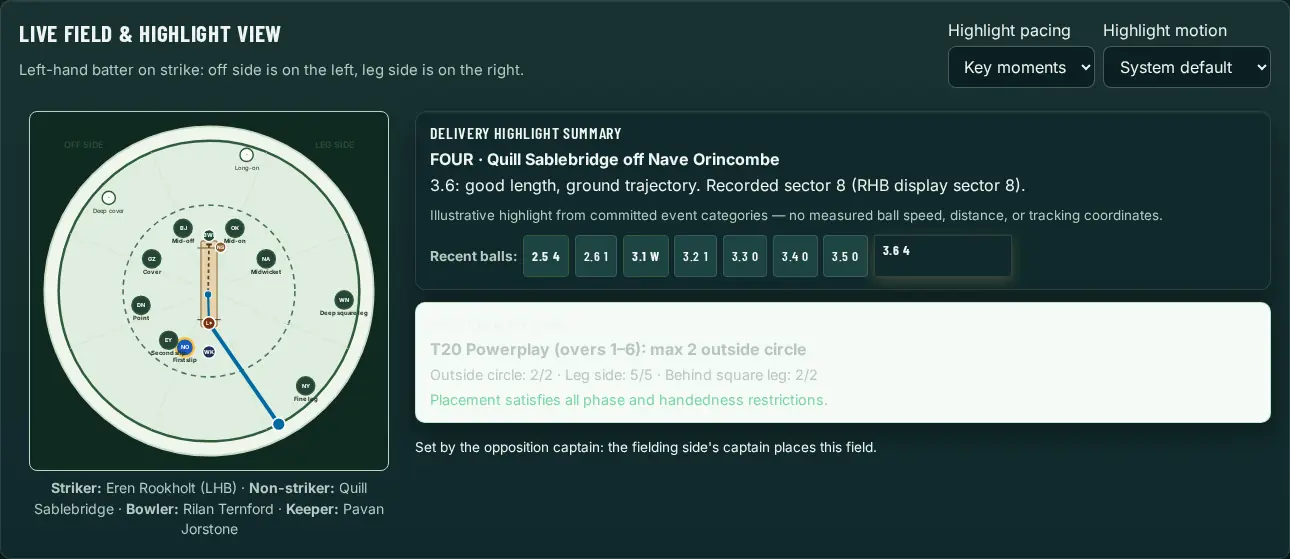 LIVE FIELD & HIGHLIGHT VIEW
Left-hand batter on strike: off side is on the left, leg side is on the right.
Highlight pacing
Key moments
Highlight motion
System default
OFF SIDE
LEG SIDE
Long-on
Deep cover
BJ
Mid-off
BW
OK
Mid-on
OZ
Cover
NA
Midwicket
DN
Point
WN
Deep square leg
L•
EY
Second slip
NO
First slip
WK
NY
Fine leg
Striker: Eren Rookholt (LHB) · Non-striker: Quill
Sablebridge · Bowler: Rilan Ternford · Keeper: Pavan
Jorstone
DELIVERY HIGHLIGHT SUMMARY
FOUR · Quill Sablebridge off Nave Orincombe
3.6: good length, ground trajectory. Recorded sector 8 (RHB display sector 8).
Illustrative highlight from committed event categories — no measured ball speed, distance, or tracking coordinates.
Recent balls: 2.5 4 2.6 1 3.1 W 3.2 1 3.3 0 3.4 0 3.5 0 3.6 4
T20 Powerplay (overs 1–6): max 2 outside circle
Outside circle: 2/2 · Leg side: 5/5 · Behind square leg: 2/2
Placement satisfies all phase and handedness restrictions.
Set by the opposition captain: the fielding side's captain places this field.